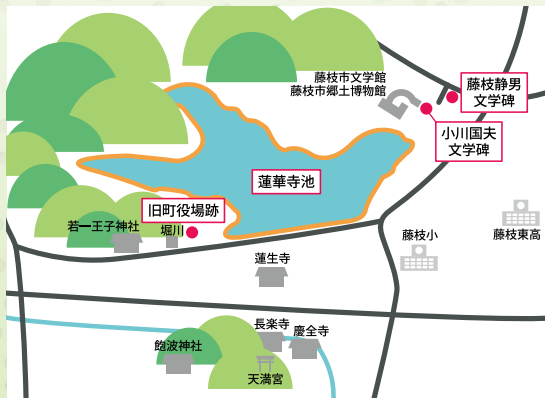 藤枝市文学館
藤枝市郷土博物館
藤枝静男
文学碑
小川国夫
文学碑
蓮華寺池
旧町役場跡
若一王子神社
堀川
藤枝小
藤枝東高
蓮生寺
長楽寺
慶全寺
飽波神社
天満宮